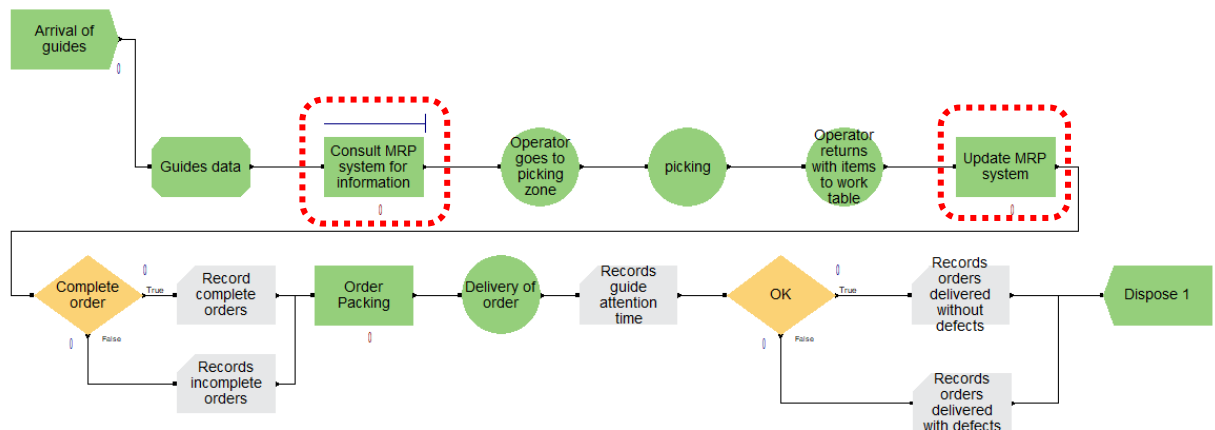 Arrival of
guides
Guides data
Consult MRP
system for
information
Operator
goes to
picking
zone
picking
Operator
returns
with items
to work
table
Update MRP
system
Complete
order
True
False
Record
complete
orders
Records
incomplete
orders
Order
Packing
Delivery of
order
Records
guide
attention
time
OK
True
False
Records
orders
delivered
without
defects
Records
orders
delivered
with defects
Dispose 1